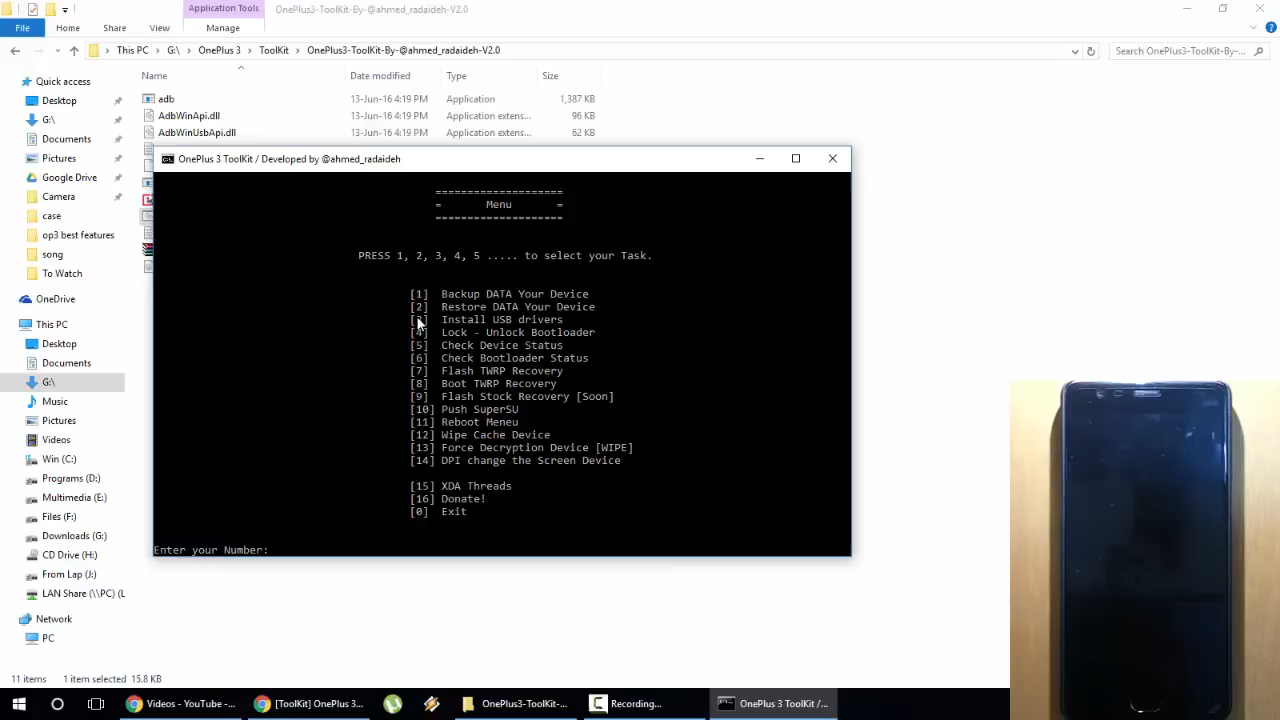 Application Tools
OnePlus3-ToolKit-By-@ahmed_radaideh-V2.0
File
Home
Share
View
Manage
This PC
G:\
OnePlus 3
ToolKit
OnePlus3-ToolKit-By-@ahmed_radaideh-V2.0
Search OnePlus3-ToolKit-By-...
Name
Date modified
Type
Size
adb
13-Jun-16 4:19 PM
Application
1,387 KB
AdbWinApi.dll
13-Jun-16 4:19 PM
Application extens...
96 KB
AdbWinUsbApi.dll
13-Jun-16 4:19 PM
Application extens...
62 KB
Quick access
Desktop
G:\
Documents
Pictures
Google Drive
Camera
case
op3 best features
song
To Watch
OneDrive
This PC
Desktop
Documents
G:\
Music
Pictures
Videos
Win (C:)
Programs (D:)
Multimedia (E:)
Files (F:)
Downloads (G:)
CD Drive (H:)
From Lap (J:)
LAN Share (\\PC) (L
Network
PC
OnePlus 3 ToolKit / Developed by @ahmed_radaideh
====================
= Menu =
====================
PRESS 1, 2, 3, 4, 5 ..... to select your Task.
[1] Backup DATA Your Device
[2] Restore DATA Your Device
[3] Install USB drivers
[4] Lock - Unlock Bootloader
[5] Check Device Status
[6] Check Bootloader Status
[7] Flash TWRP Recovery
[8] Boot TWRP Recovery
[9] Flash Stock Recovery [Soon]
[10] Push SuperSU
[11] Reboot Meneu
[12] Wipe Cache Device
[13] Force Decryption Device [WIPE]
[14] DPI change the Screen Device
[15] XDA Threads
[16] Donate!
[0] Exit
Enter your Number:
11 items
1 item selected 15.8 KB
Videos - YouTube -...
[ToolKit] OnePlus 3...
OnePlus3-ToolKit-...
Recording...
OnePlus 3 ToolKit /...